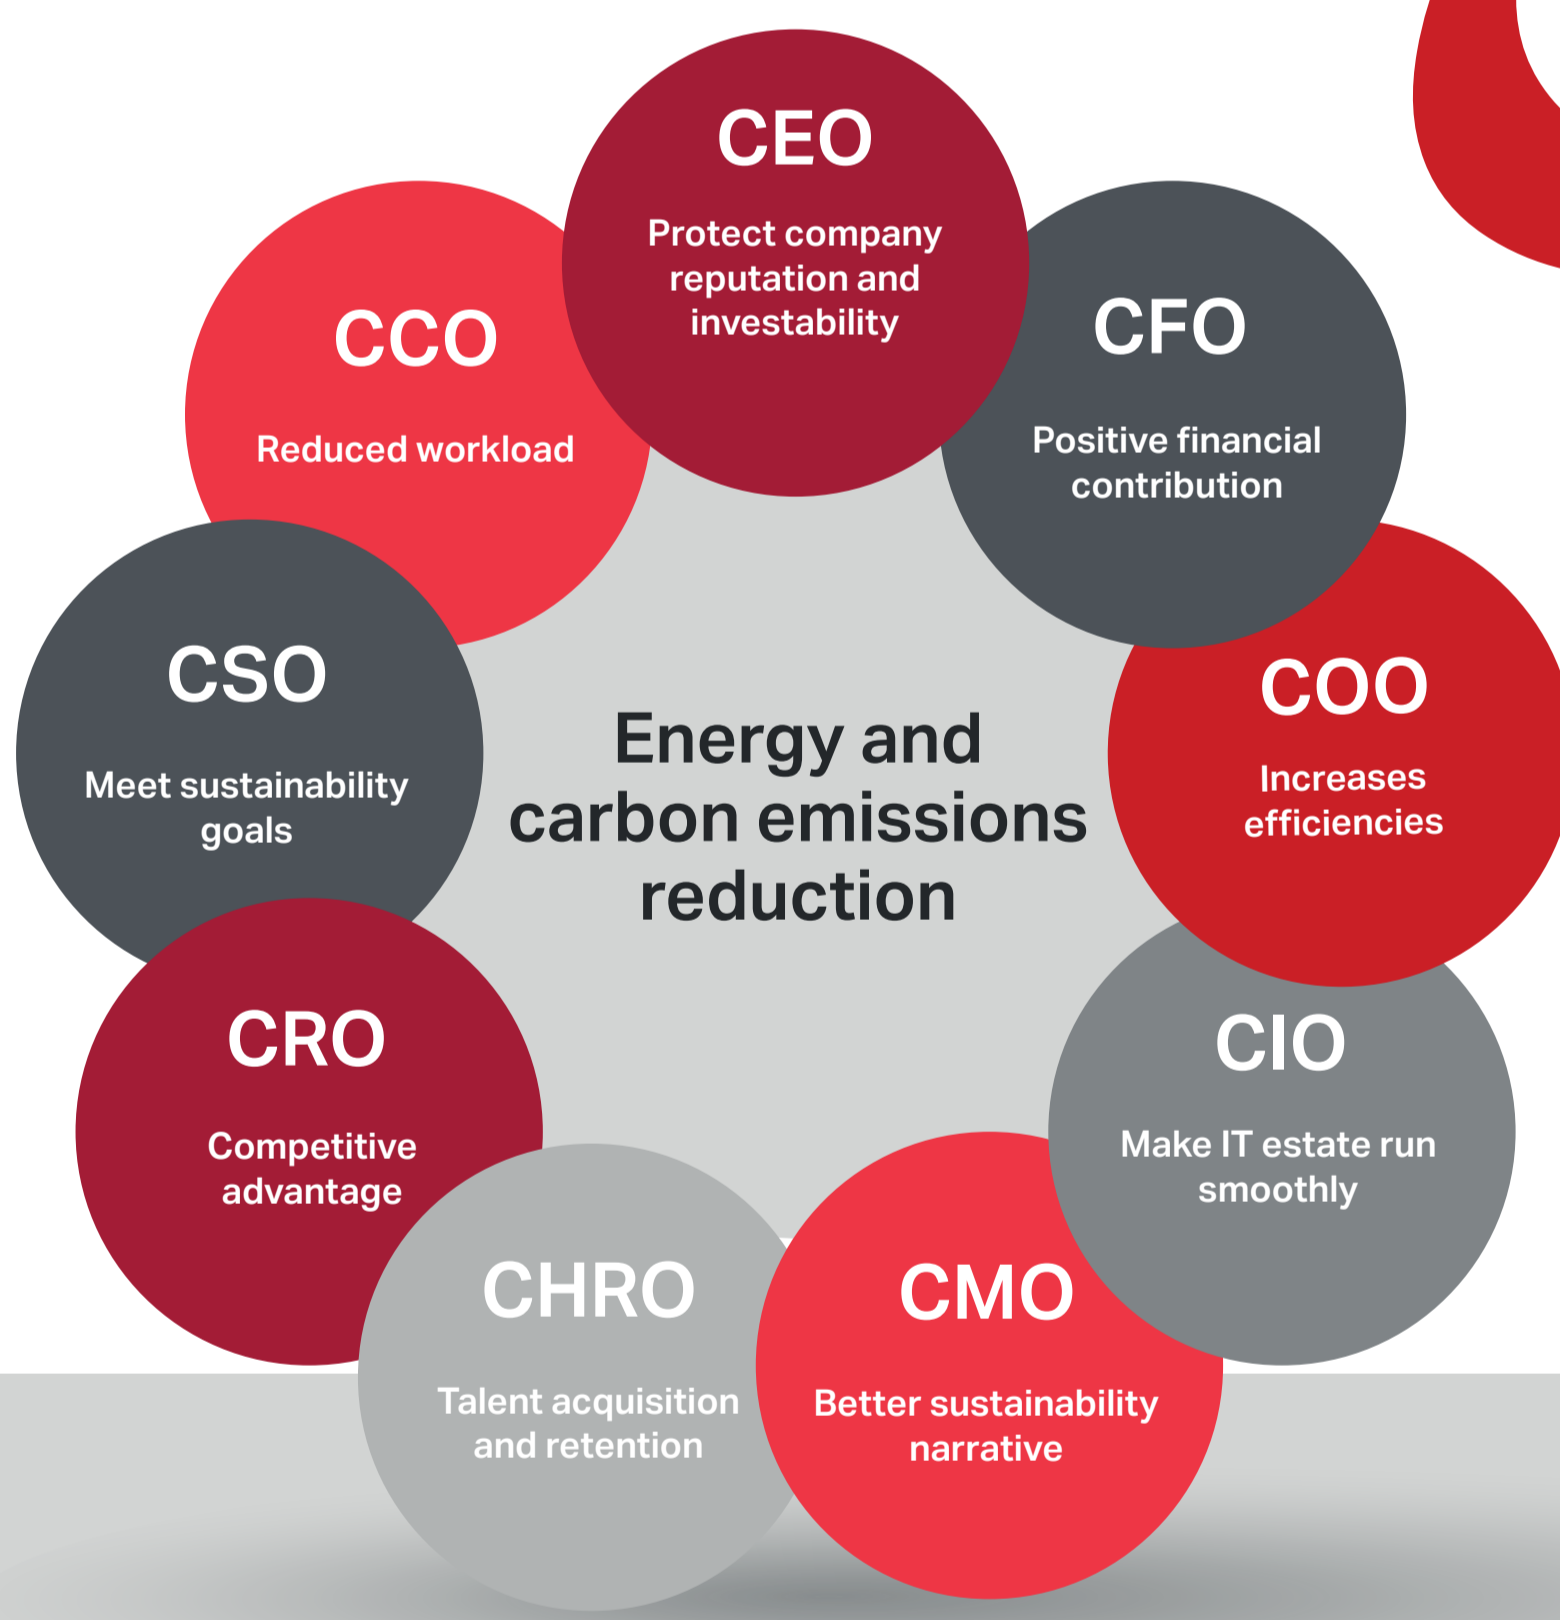 CEO
Protect company
reputation and
investability
CFO
Positive financial
contribution
COO
Increases
efficiencies
CIO
Make IT estate run
smoothly
CMO
Better sustainability
narrative
CHRO
Talent acquisition
and retention
CRO
Competitive
advantage
CSO
Meet sustainability
goals
CCO
Reduced workload
Energy and
carbon emissions
reduction